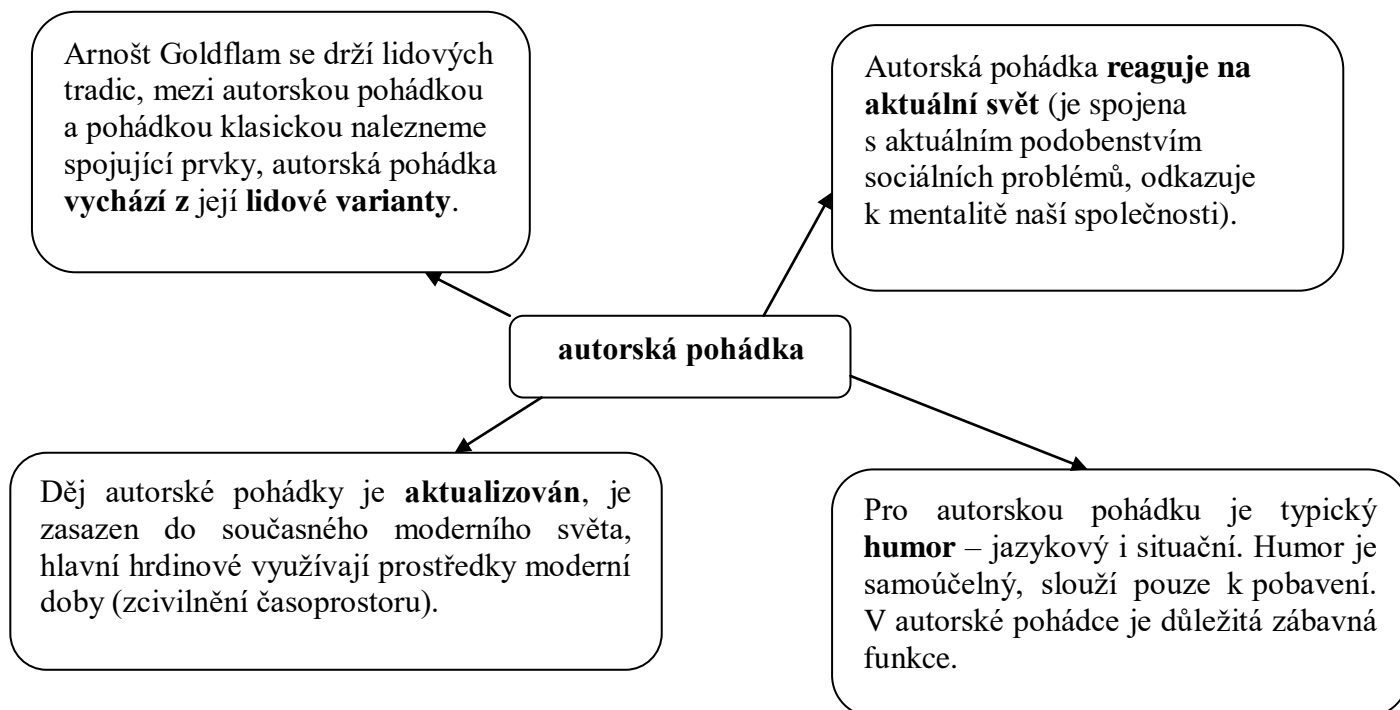 Arnošt Goldflam se drží lidových
tradic, mezi autorskou pohádkou
a pohádkou klasickou nalezneme
spojující prvky, autorská pohádka
vychází z její lidové varianty.
Autorská pohádka reaguje na
aktuální svět (je spojena
s aktuálním podobenstvím
sociálních problémů, odkazuje
k mentalitě naší společnosti).
autorská pohádka
Děj autorské pohádky je aktualizován, je
zasazen do současného moderního světa,
hlavní hrdinové využívají prostředky moderní
doby (zcivilnění časoprostoru).
Pro autorskou pohádku je typický
humor – jazykový i situační. Humor je
samoúčelný, slouží pouze k pobavení.
V autorské pohádce je důležitá zábavná
funkce.